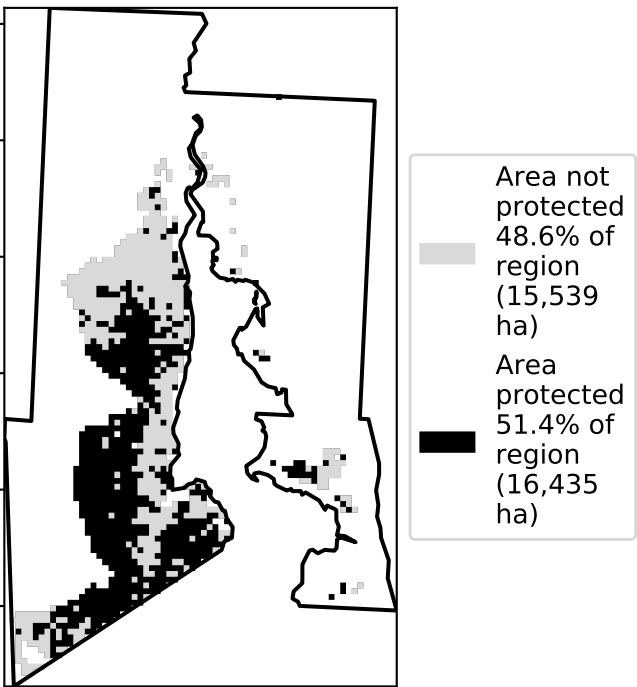 Area not
protected
48.6% of
region
(15,539
ha)
Area
protected
51.4% of
region
(16,435
ha)